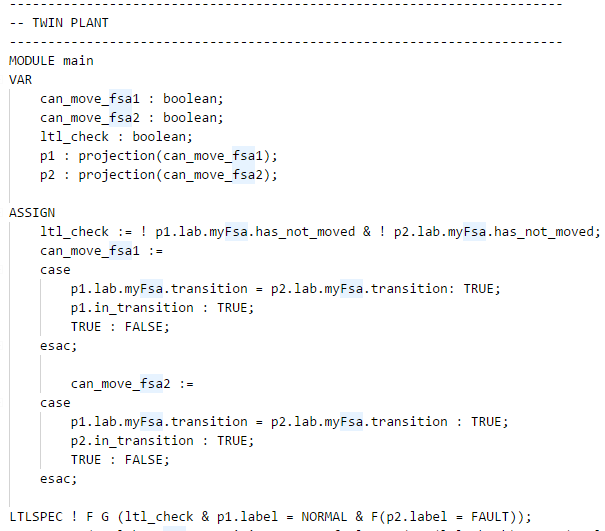 ------------------------------------------------------------------------
-- TWIN PLANT
------------------------------------------------------------------------
MODULE main
VAR
    can_move_fsa1 : boolean;
    can_move_fsa2 : boolean;
    ltl_check : boolean;
    p1 : projection(can_move_fsa1);
    p2 : projection(can_move_fsa2);

ASSIGN
    ltl_check := ! p1.lab.myFsa.has_not_moved & ! p2.lab.myFsa.has_not_moved;
    can_move_fsa1 :=
    case
        p1.lab.myFsa.transition = p2.lab.myFsa.transition: TRUE;
        p1.in_transition : TRUE;
        TRUE : FALSE;
    esac;

        can_move_fsa2 :=
    case
        p1.lab.myFsa.transition = p2.lab.myFsa.transition : TRUE;
        p2.in_transition : TRUE;
        TRUE : FALSE;
    esac;

LTLSPEC ! F G (ltl_check & p1.label = NORMAL & F(p2.label = FAULT));